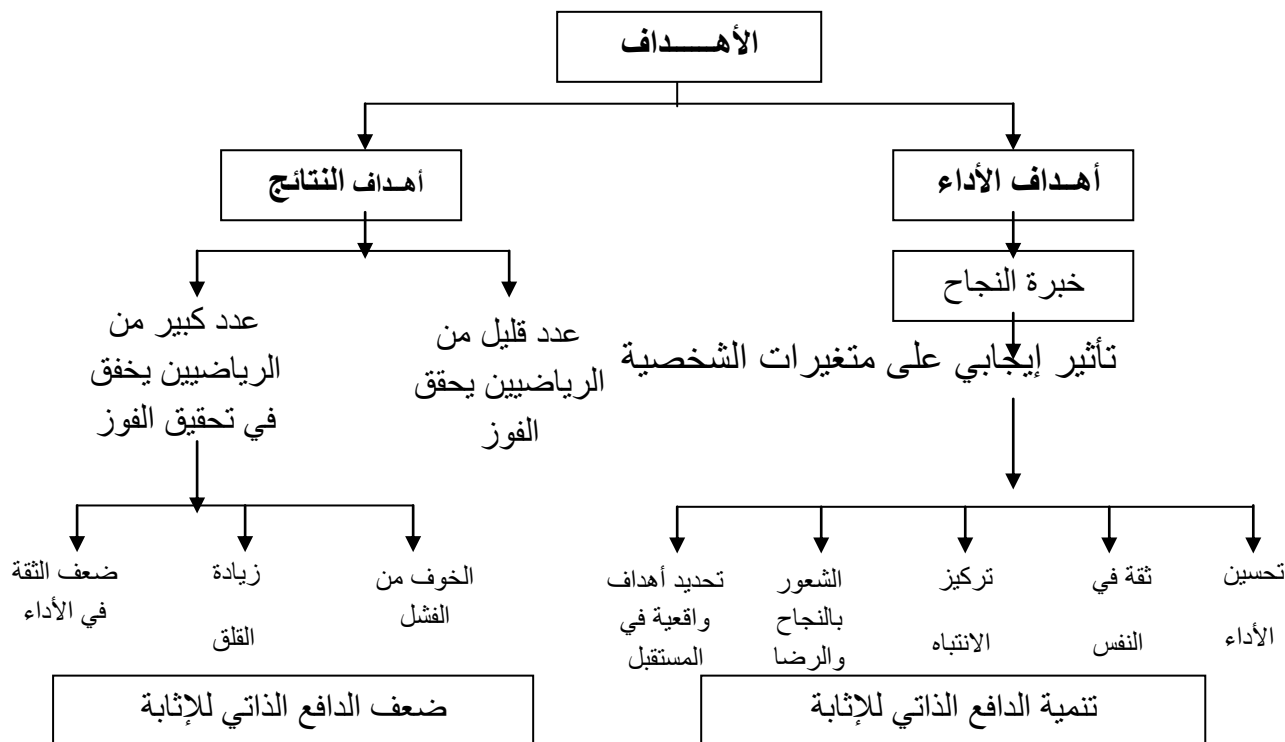 الأهــــــداف
أهـداف الأداء
أهـداف النتائج
خبرة النجاح
تأثير إيجابي على متغيرات الشخصية
تحسين
الأداء
ثقة في
النفس
تركيز
الانتباه
الشعور
بالنجاح
والرضا
تحديد أهداف
واقعية في
المستقبل
تنمية الدافع الذاتي للإثابة
عدد قليل من
الرياضيين يحقق
الفوز
عدد كبير من
الرياضيين يخفق
في تحقيق الفوز
الخوف من
الفشل
زيادة
القلق
ضعف الثقة
في الأداء
ضعف الدافع الذاتي للإثابة